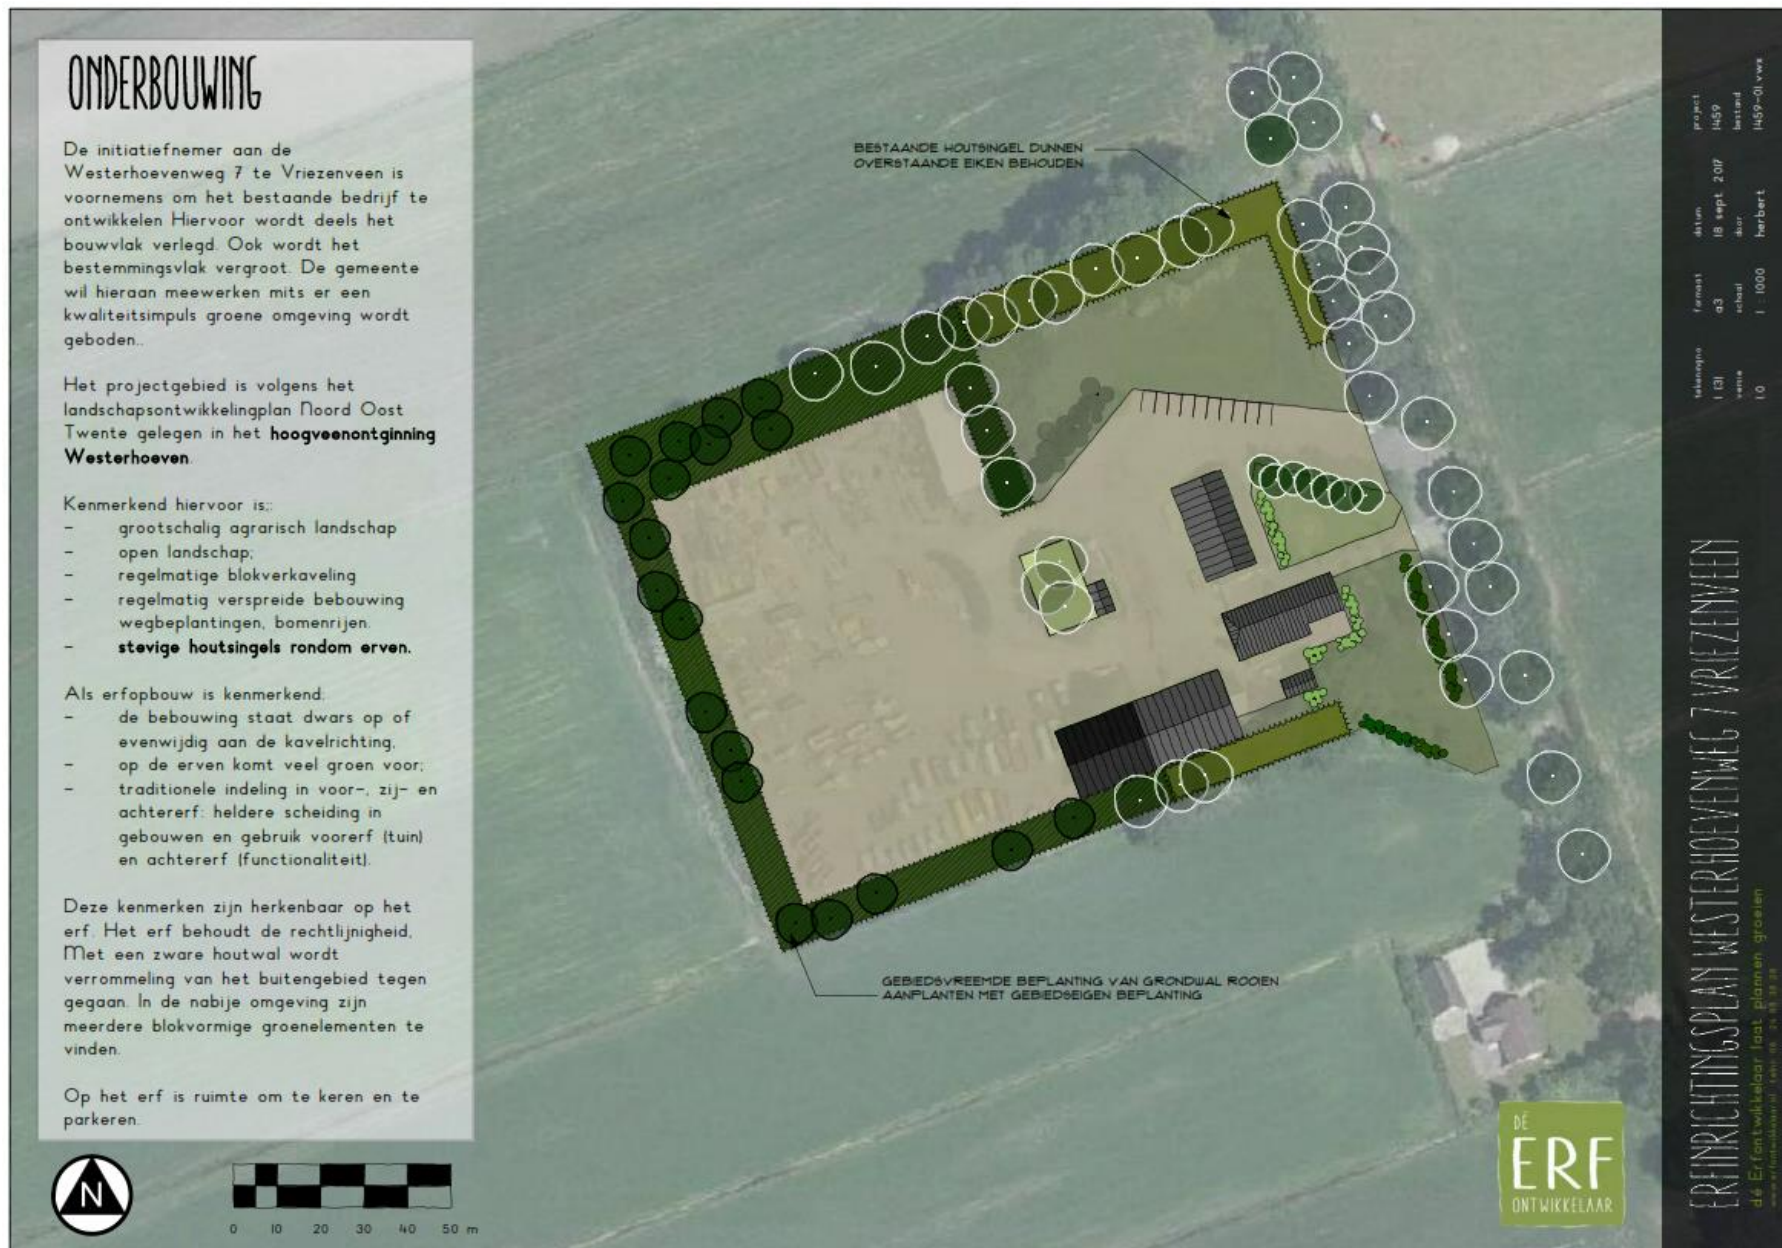 ONDERBOUWING
De initiatiefnemer aan de
Westerhoevenweg 7 te Vriezenveen is
voornemens om het bestaande bedrijf te
ontwikkelen Hiervoor wordt deels het
bouwvlak verlegd. Ook wordt het
bestemmingsvlak vergroot. De gemeente
wil hieraan meewerken mits er een
kwaliteitsimpuls groene omgeving wordt
geboden..
Het projectgebied is volgens het
landschapsontwikkelingplan Noord Oost
Twente gelegen in het hoogveenontginning
Westerhoeven.
Kenmerkend hiervoor is;:
- grootschalig agrarisch landschap
- open landschap;
- regelmatige blokverkaveling
- regelmatig verspreide bebouwing
wegbeplantingen, bomenrijen.
- stevige houtsingels rondom erven.
Als erfopbouw is kenmerkend:
- de bebouwing staat dwars op of
evenwijdig aan de kavelrichting,
- op de erven komt veel groen voor;
- traditionele indeling in voor-, zij- en
achtererf: heldere scheiding in
gebouwen en gebruik voorerf (tuin)
en achtererf (functionaliteit).
Deze kenmerken zijn herkenbaar op het
erf. Het erf behoudt de rechtlijnigheid,
Met een zware houtwal wordt
verrommeling van het buitengebied tegen
gegaan. In de nabije omgeving zijn
meerdere blokvormige groenelementen te
vinden.
Op het erf is ruimte om te keren en te
parkeren.
N
0 10 20 30 40 50 m
BESTAANDE HOUTSINGEL DUNNEN
OVERSTAANDE EIKEN BEHOUDEN
GEBIEDSVREEMDE BEPLANTING VAN GRONDWAL ROOIEN
AANPLANTEN MET GEBIEDSEIGEN BEPLANTING
DÉ
ERF
ONTWIKKELAAR
project
1459
bestand
1459-01.vwx
datum
18 sept 2017
door
herbert
formaat
a3
schaal
1 : 1000
versie
1.0
ERFINRICHTINGSPLAN WESTERHOEVENWEG 7 VRIEZENVEEN
dé Erfontwikkelaar laat plannen groeien